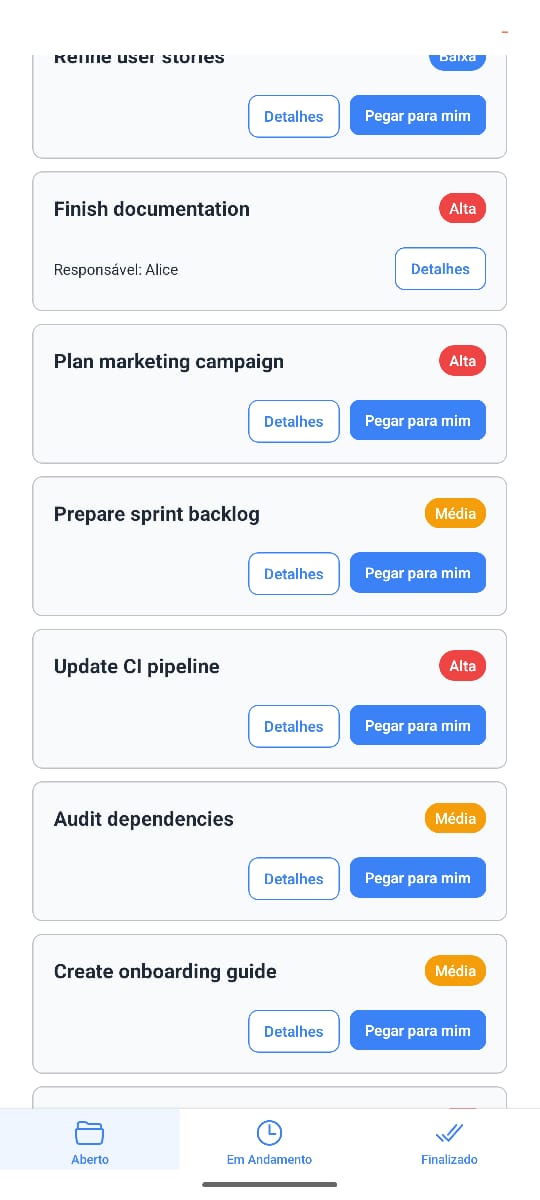 Refine user stories
Baixa
Detalhes
Pegar para mim
Finish documentation
Alta
Responsável: Alice
Detalhes
Plan marketing campaign
Alta
Detalhes
Pegar para mim
Prepare sprint backlog
Média
Detalhes
Pegar para mim
Update CI pipeline
Alta
Detalhes
Pegar para mim
Audit dependencies
Média
Detalhes
Pegar para mim
Create onboarding guide
Média
Detalhes
Pegar para mim
Aberto
Em Andamento
Finalizado